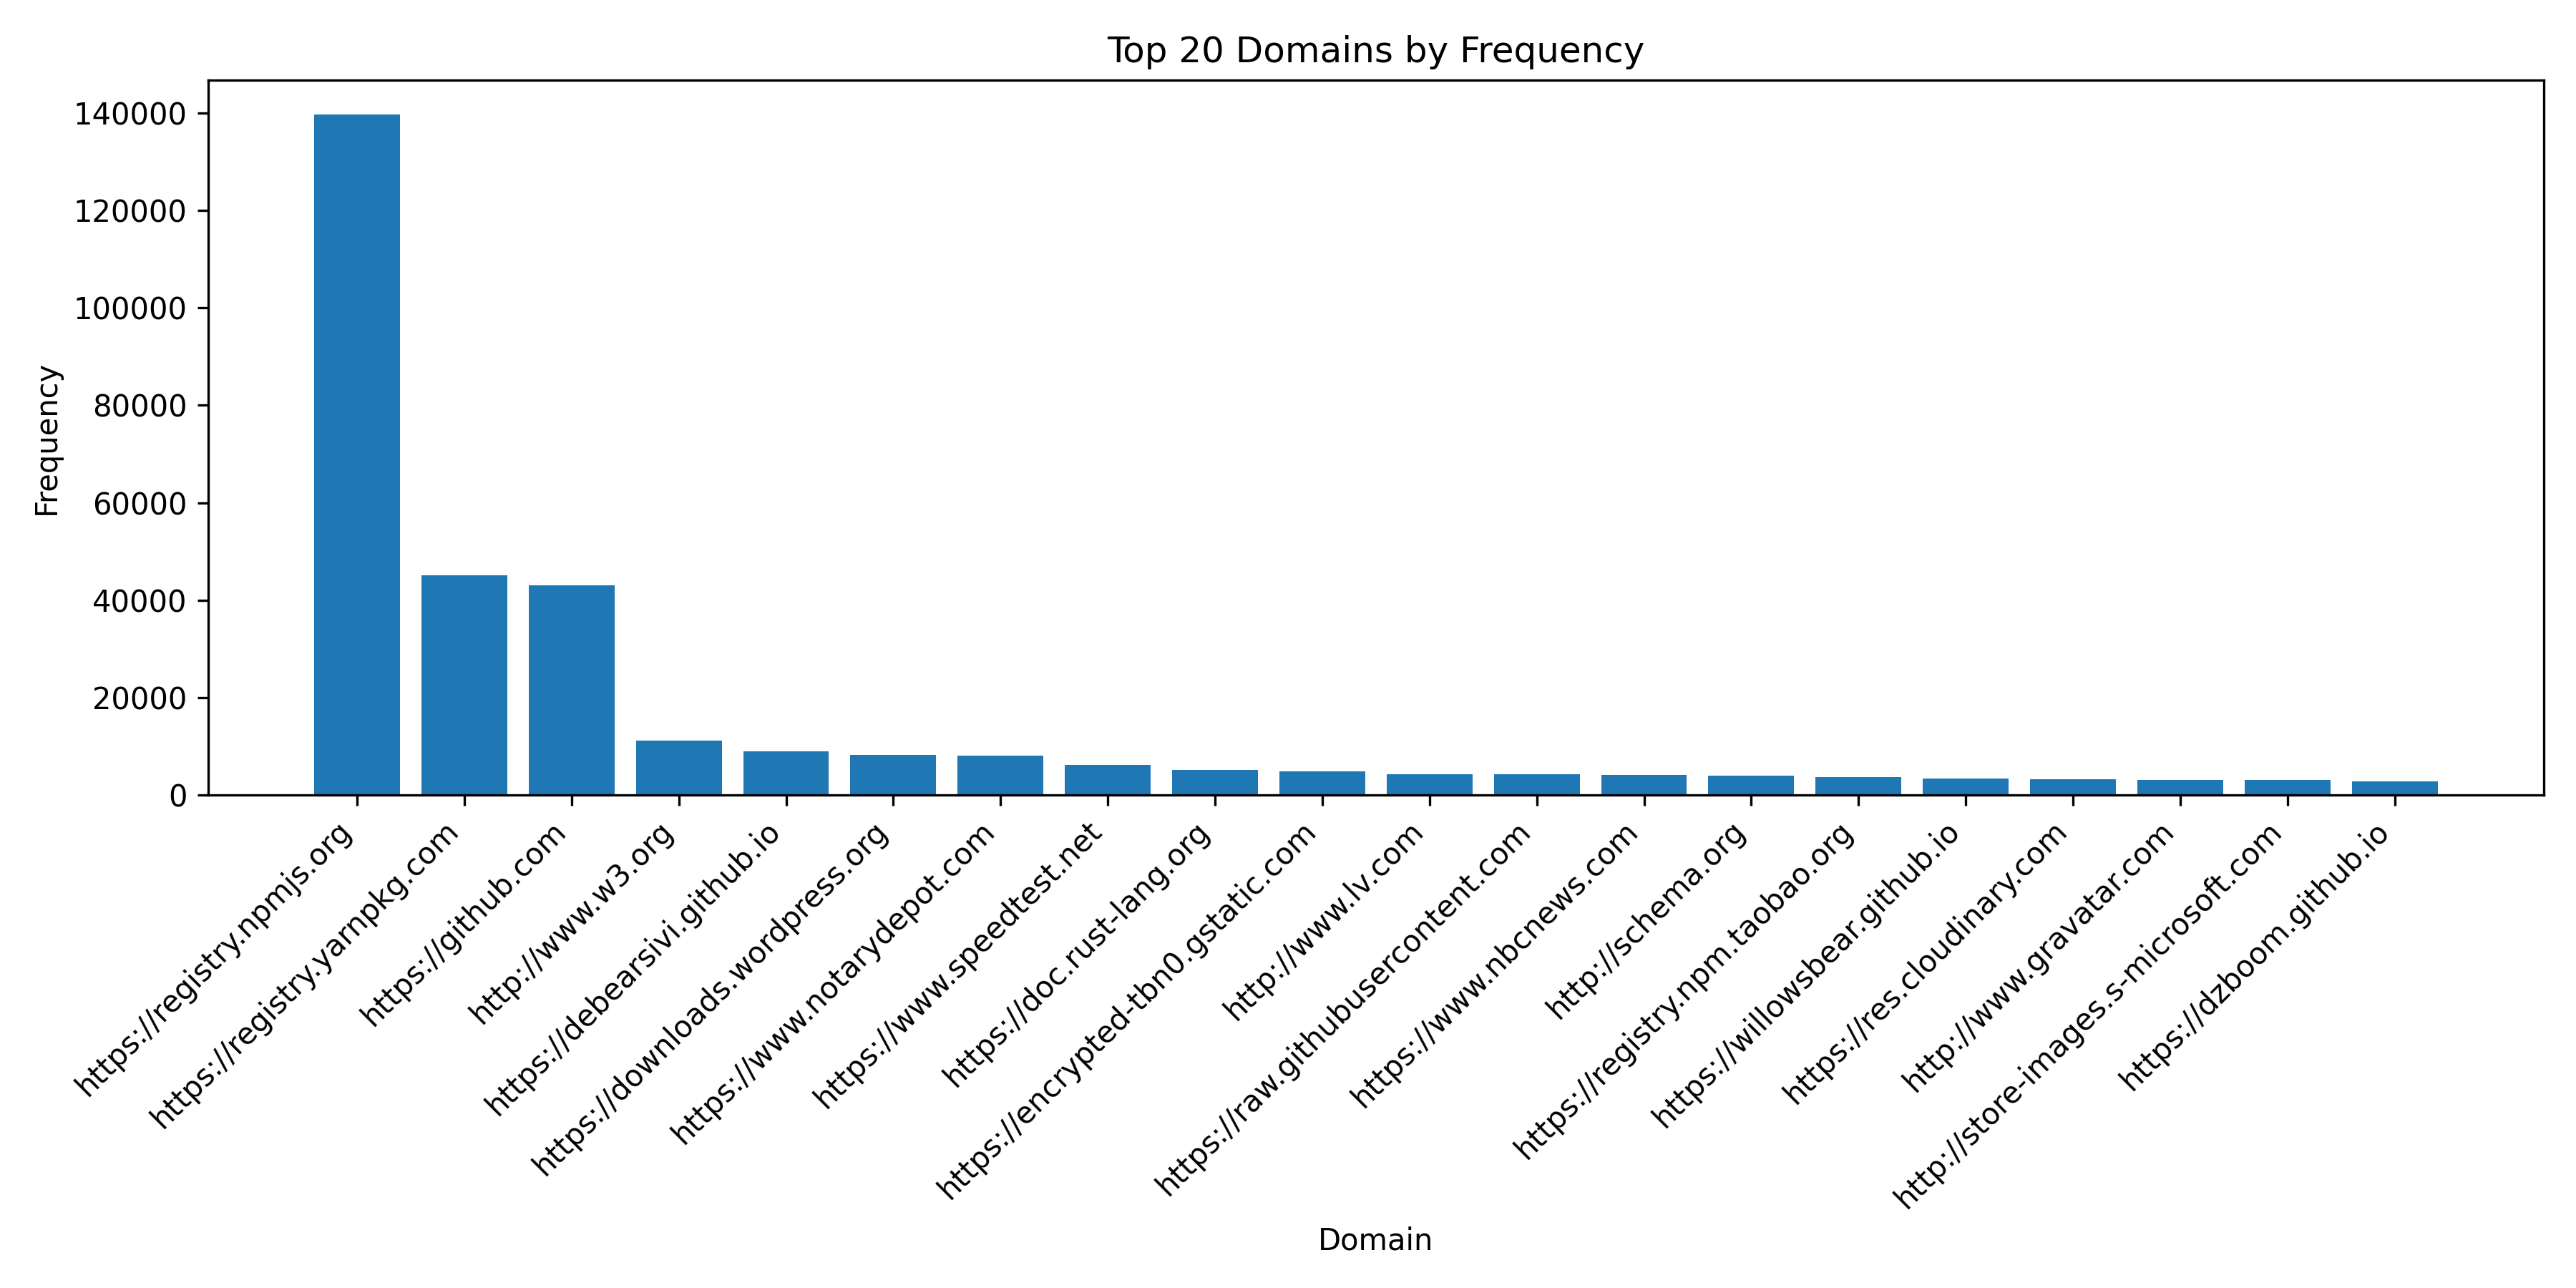 Top 20 Domains by Frequency
Frequency
140000
120000
100000
80000
60000
40000
20000
0
https://registry.npmjs.org
https://registry.yarnpkg.com
https://github.com
http://www.w3.org
https://debearsivi.github.io
https://downloads.wordpress.org
https://www.notarydepot.com
https://www.speedtest.net
https://doc.rust-lang.org
https://encrypted-tbn0.gstatic.com
http://www.lv.com
https://raw.githubusercontent.com
https://www.nbcnews.com
http://schema.org
https://registry.npm.taobao.org
https://willowsbear.github.io
https://res.cloudinary.com
http://www.gravatar.com
http://store-images.s-microsoft.com
https://dzboom.github.io
Domain